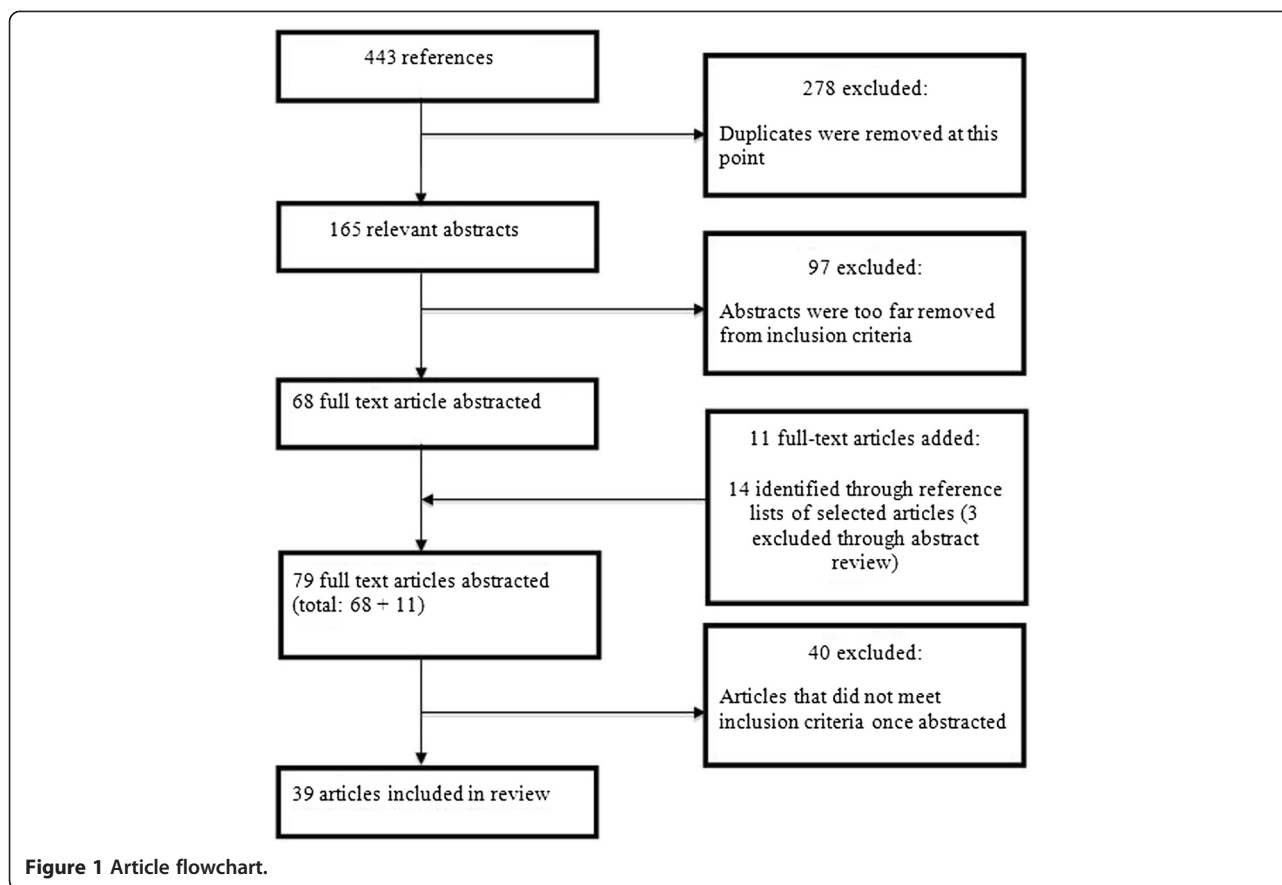 443 references
278 excluded:
Duplicates were removed at this
point
165 relevant abstracts
97 excluded:
Abstracts were too far removed
from inclusion criteria
68 full text article abstracted
11 full-text articles added:
14 identified through reference
lists of selected articles (3
excluded through abstract
review)
79 full text articles abstracted
(total: 68 + 11)
40 excluded:
Articles that did not meet
inclusion criteria once abstracted
39 articles included in review
Figure 1 Article flowchart.